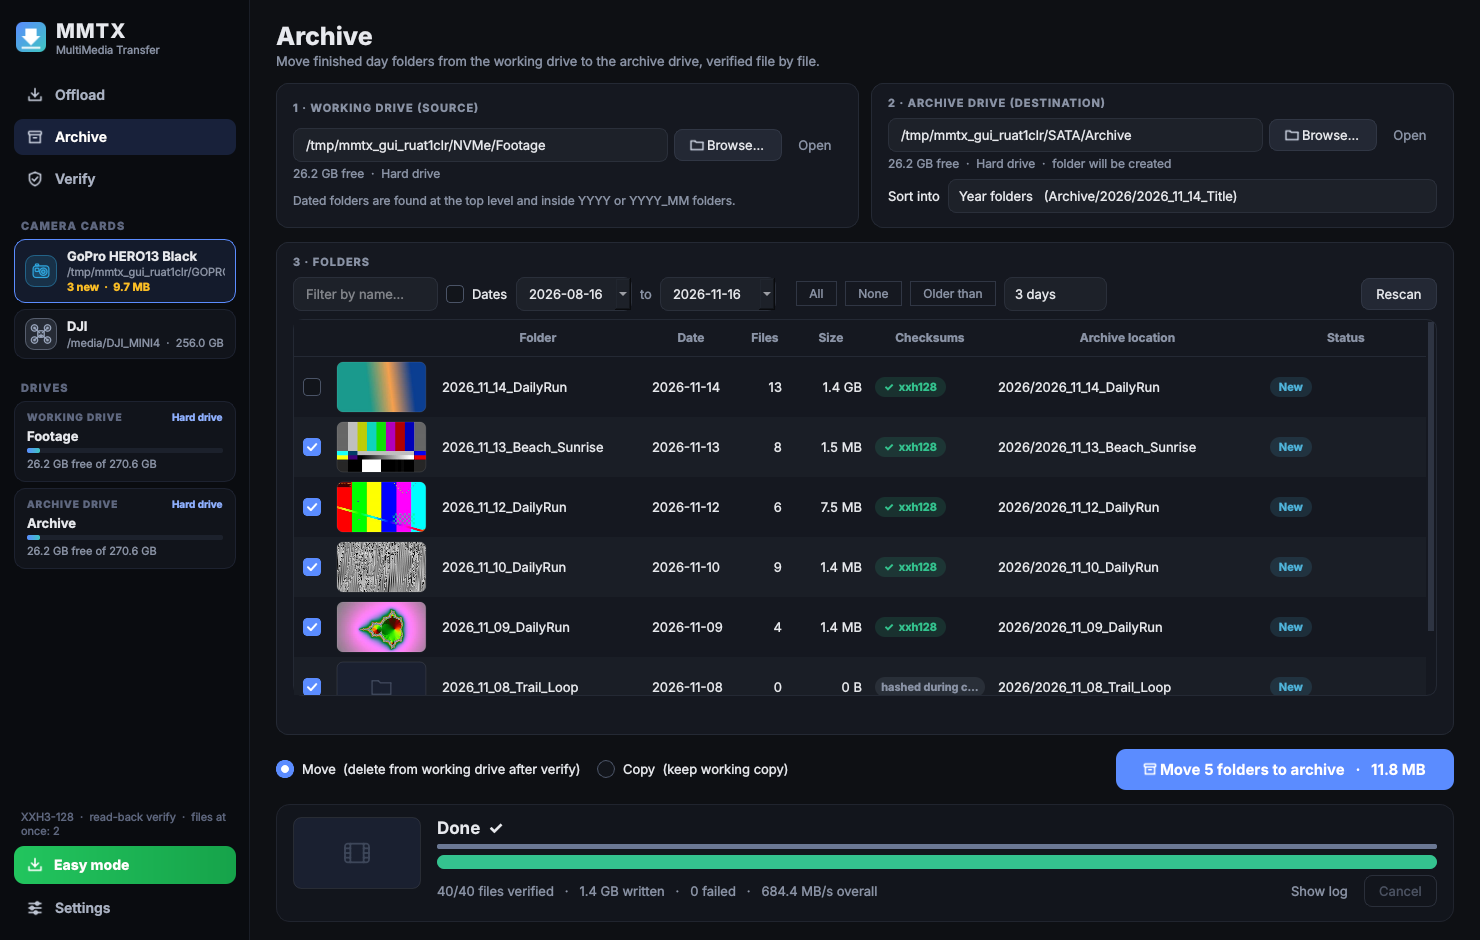 MMTX
MultiMedia Transfer
Offload
Archive
Verify
CAMERA CARDS
GoPro HERO13 Black
/tmp/mmtx_gui_ruat1clr/GOPRO
3 new · 9.7 MB
DJI
/media/DJI_MINI4 · 256.0 GB
DRIVES
WORKING DRIVE Hard drive
Footage
26.2 GB free of 270.6 GB
ARCHIVE DRIVE Hard drive
Archive
26.2 GB free of 270.6 GB
XXH3-128 · read-back verify · files at
once: 2
Easy mode
Settings
Archive
Move finished day folders from the working drive to the archive drive, verified file by file.
1 · WORKING DRIVE (SOURCE)
/tmp/mmtx_gui_ruat1clr/NVMe/Footage Browse... Open
26.2 GB free · Hard drive
Dated folders are found at the top level and inside YYYY or YYYY_MM folders.
2 · ARCHIVE DRIVE (DESTINATION)
/tmp/mmtx_gui_ruat1clr/SATA/Archive Browse... Open
26.2 GB free · Hard drive · folder will be created
Sort into Year folders (Archive/2026/2026_11_14_Title)
3 · FOLDERS
Filter by name... Dates 2026-08-16 to 2026-11-16 All None Older than 3 days Rescan
Folder Date Files Size Checksums Archive location Status
2026_11_14_DailyRun 2026-11-14 13 1.4 GB ✓ xxh128 2026/2026_11_14_DailyRun New
2026_11_13_Beach_Sunrise 2026-11-13 8 1.5 MB ✓ xxh128 2026/2026_11_13_Beach_Sunrise New
2026_11_12_DailyRun 2026-11-12 6 7.5 MB ✓ xxh128 2026/2026_11_12_DailyRun New
2026_11_10_DailyRun 2026-11-10 9 1.4 MB ✓ xxh128 2026/2026_11_10_DailyRun New
2026_11_09_DailyRun 2026-11-09 4 1.4 MB ✓ xxh128 2026/2026_11_09_DailyRun New
2026_11_08_Trail_Loop 2026-11-08 0 0 B hashed during c... 2026/2026_11_08_Trail_Loop New
Move (delete from working drive after verify) Copy (keep working copy)
Move 5 folders to archive · 11.8 MB
Done ✓
40/40 files verified · 1.4 GB written · 0 failed · 684.4 MB/s overall
Show log Cancel